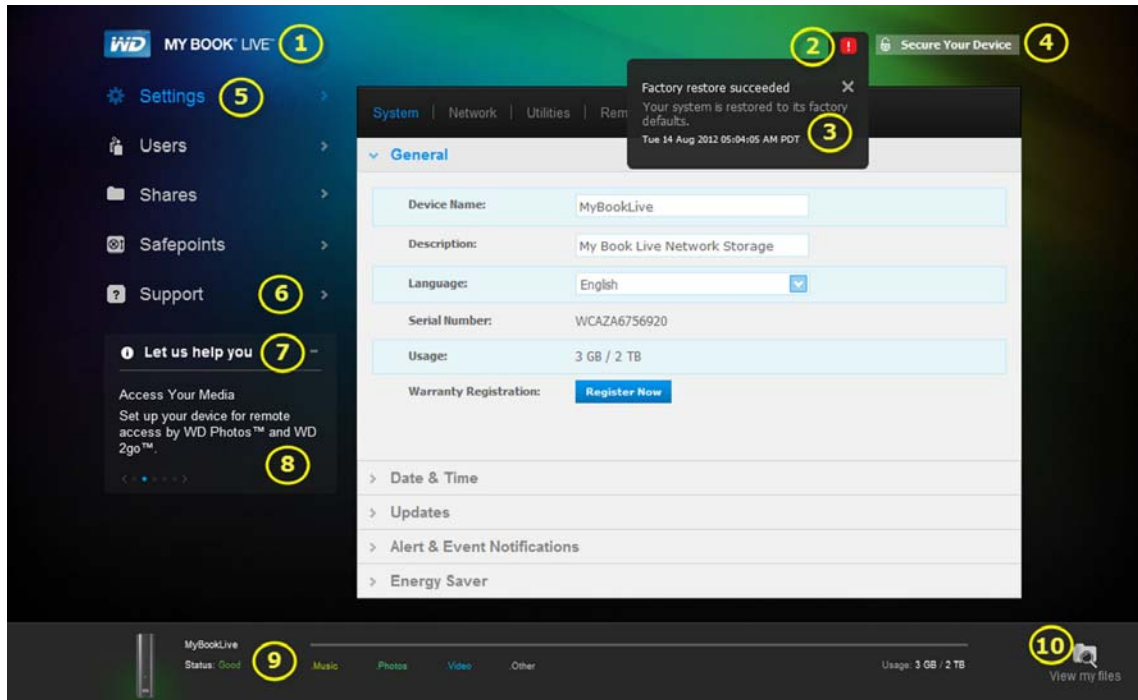 WD MY BOOK™ LIVE™ 1
2 ! Secure Your Device 4
Settings 5
Users
Shares
Safepoints
? Support 6
Let us help you 7
Access Your Media
Set up your device for remote
access by WD Photos™ and WD
2go™.
8
Factory restore succeeded
Your system is restored to its factory
defaults.
Tue 14 Aug 2012 05:04:05 AM PDT 3
System | Network | Utilities | Rem
General
Device Name: MyBookLive
Description: My Book Live Network Storage
Language: English
Serial Number: WCAZA6756920
Usage: 3 GB / 2 TB
Warranty Registration: Register Now
Date & Time
Updates
Alert & Event Notifications
Energy Saver
MyBookLive
Status: Good 9 .Music .Photos .Video .Other Usage: 3 GB / 2 TB
10
View my files